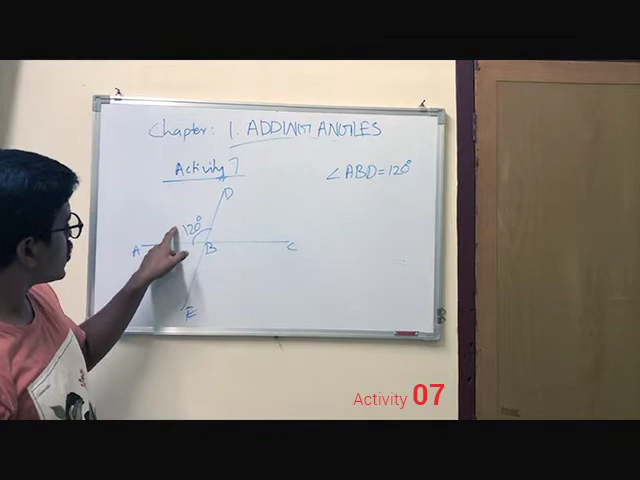 Chapter: 1. ADDING ANGLES
Activity 7
∠ABD=120°
D
120°
A
B
C
E
Activity 07